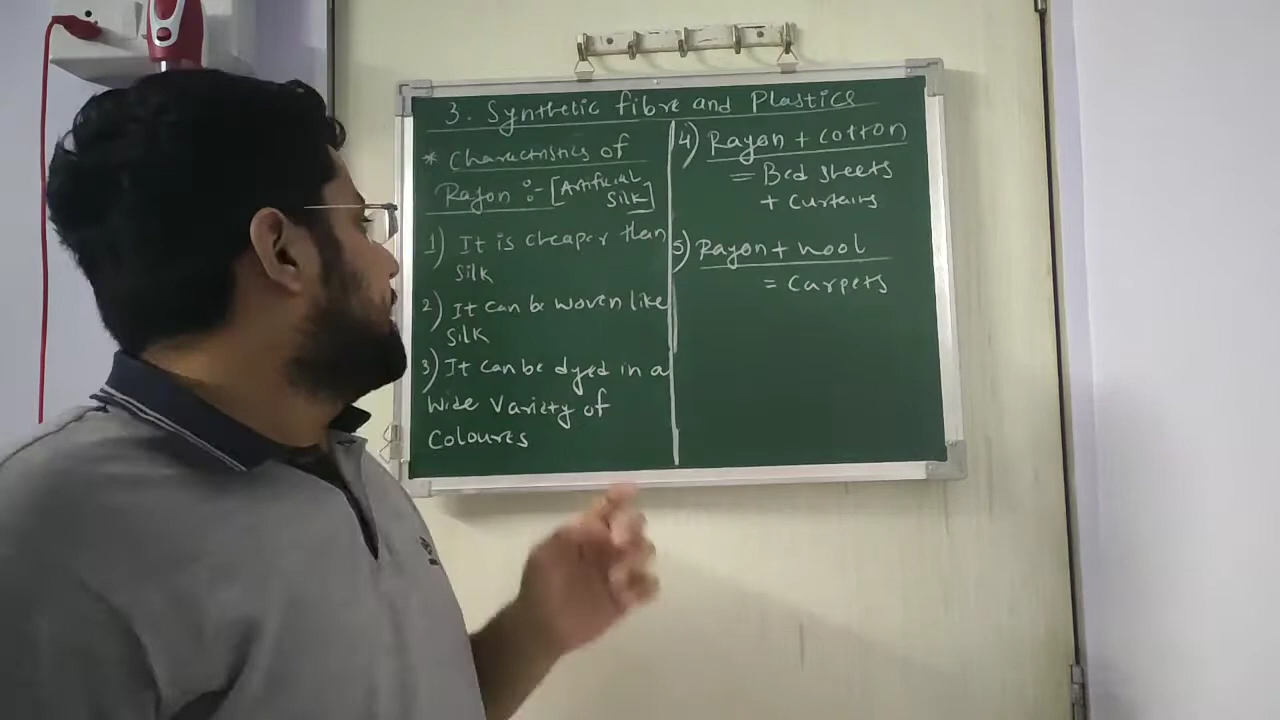 3. Synthetic fibre and Plastics
* Charactristics of
Rayon :- [Artificial
Silk]
1) It is cheaper than
Silk
2) It can be woven like
Silk
3) It can be dyed in a
Wide Variety of
Coloures
4) Rayon + cotton
= Bed sheets
+ Curtains
5) Rayon + wool
= Carpets